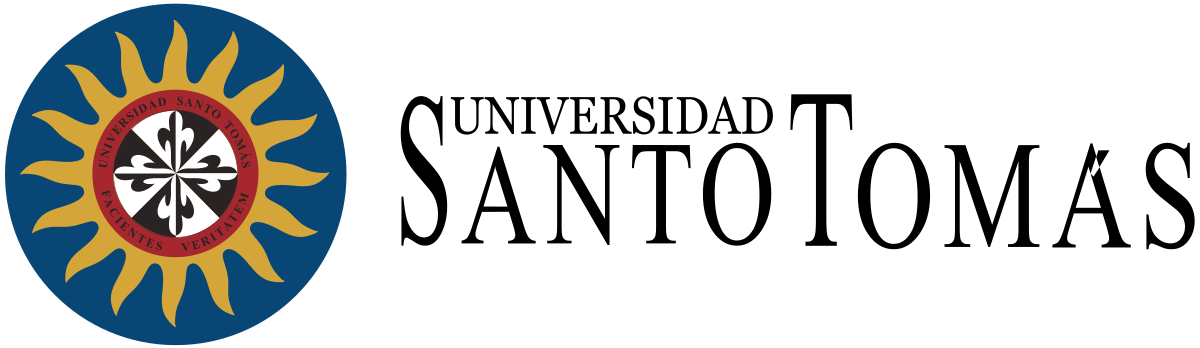 UNIVERSIDAD SANTO TOMÁS
FACIENTES VERITATEM
UNIVERSIDAD
SANTO TOMÁS